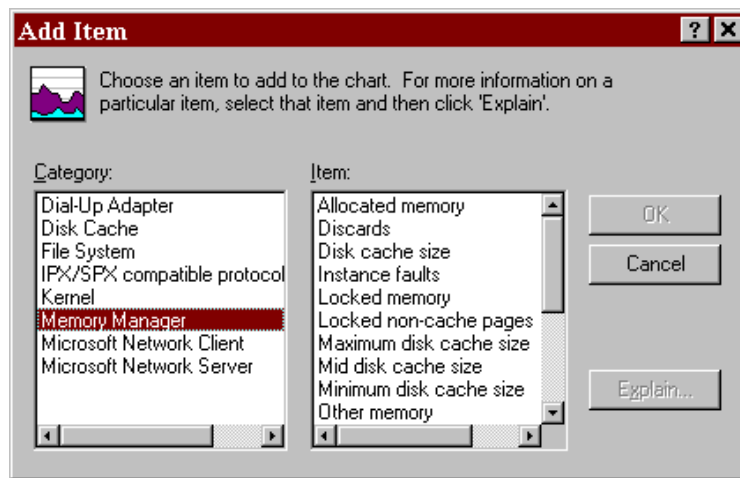 Add Item
Choose an item to add to the chart. For more information on a
particular item, select that item and then click 'Explain'.
Category:
Dial-Up Adapter
Disk Cache
File System
IPX/SPX compatible protocol
Kernel
Memory Manager
Microsoft Network Client
Microsoft Network Server
Item:
Allocated memory
Discards
Disk cache size
Instance faults
Locked memory
Locked non-cache pages
Maximum disk cache size
Mid disk cache size
Minimum disk cache size
Other memory
OK
Cancel
Explain...